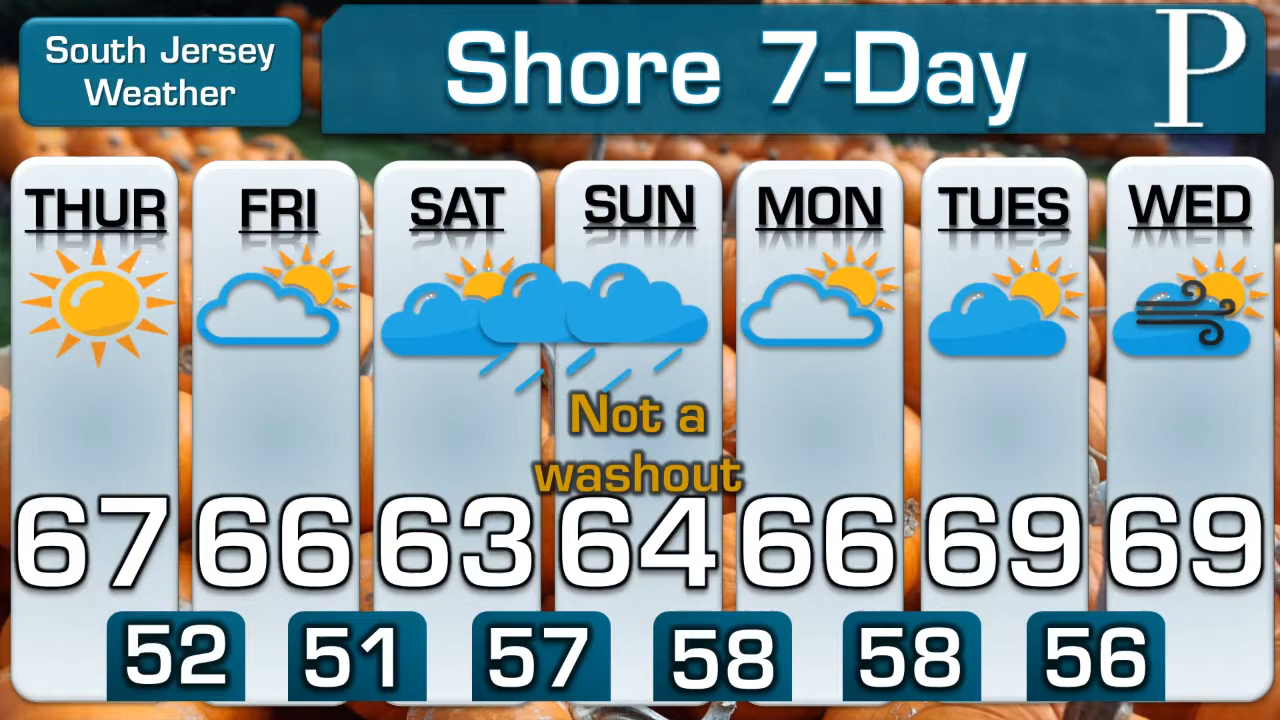 South Jersey
Weather
Shore 7-Day
P
THUR FRI SAT SUN MON TUES WED
Not a
washout
67 66 63 64 66 69 69
52 51 57 58 58 56